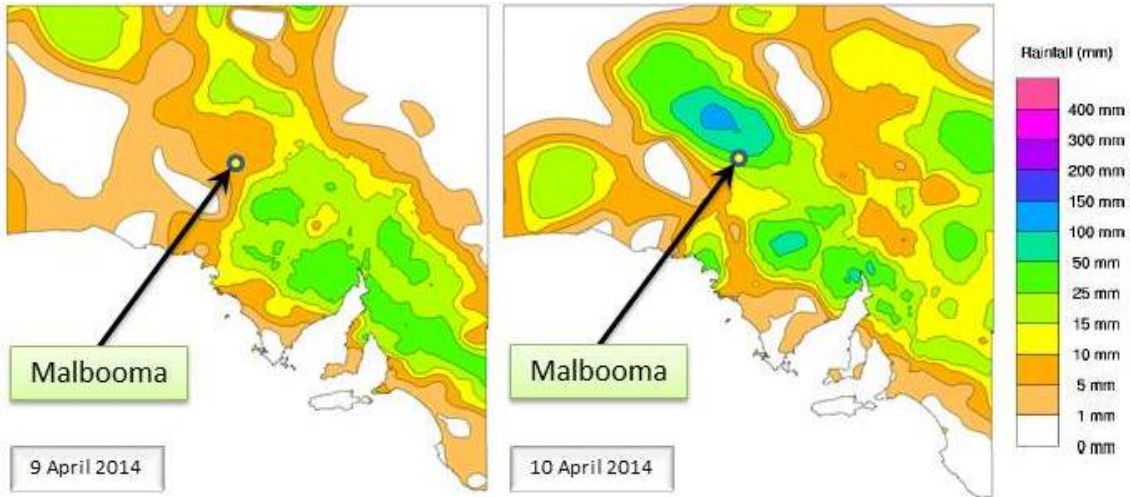 Malbooma
9 April 2014
Malbooma
10 April 2014
Rainfall (mm)
400 mm
300 mm
200 mm
150 mm
100 mm
50 mm
25 mm
15 mm
10 mm
5 mm
1 mm
0 mm